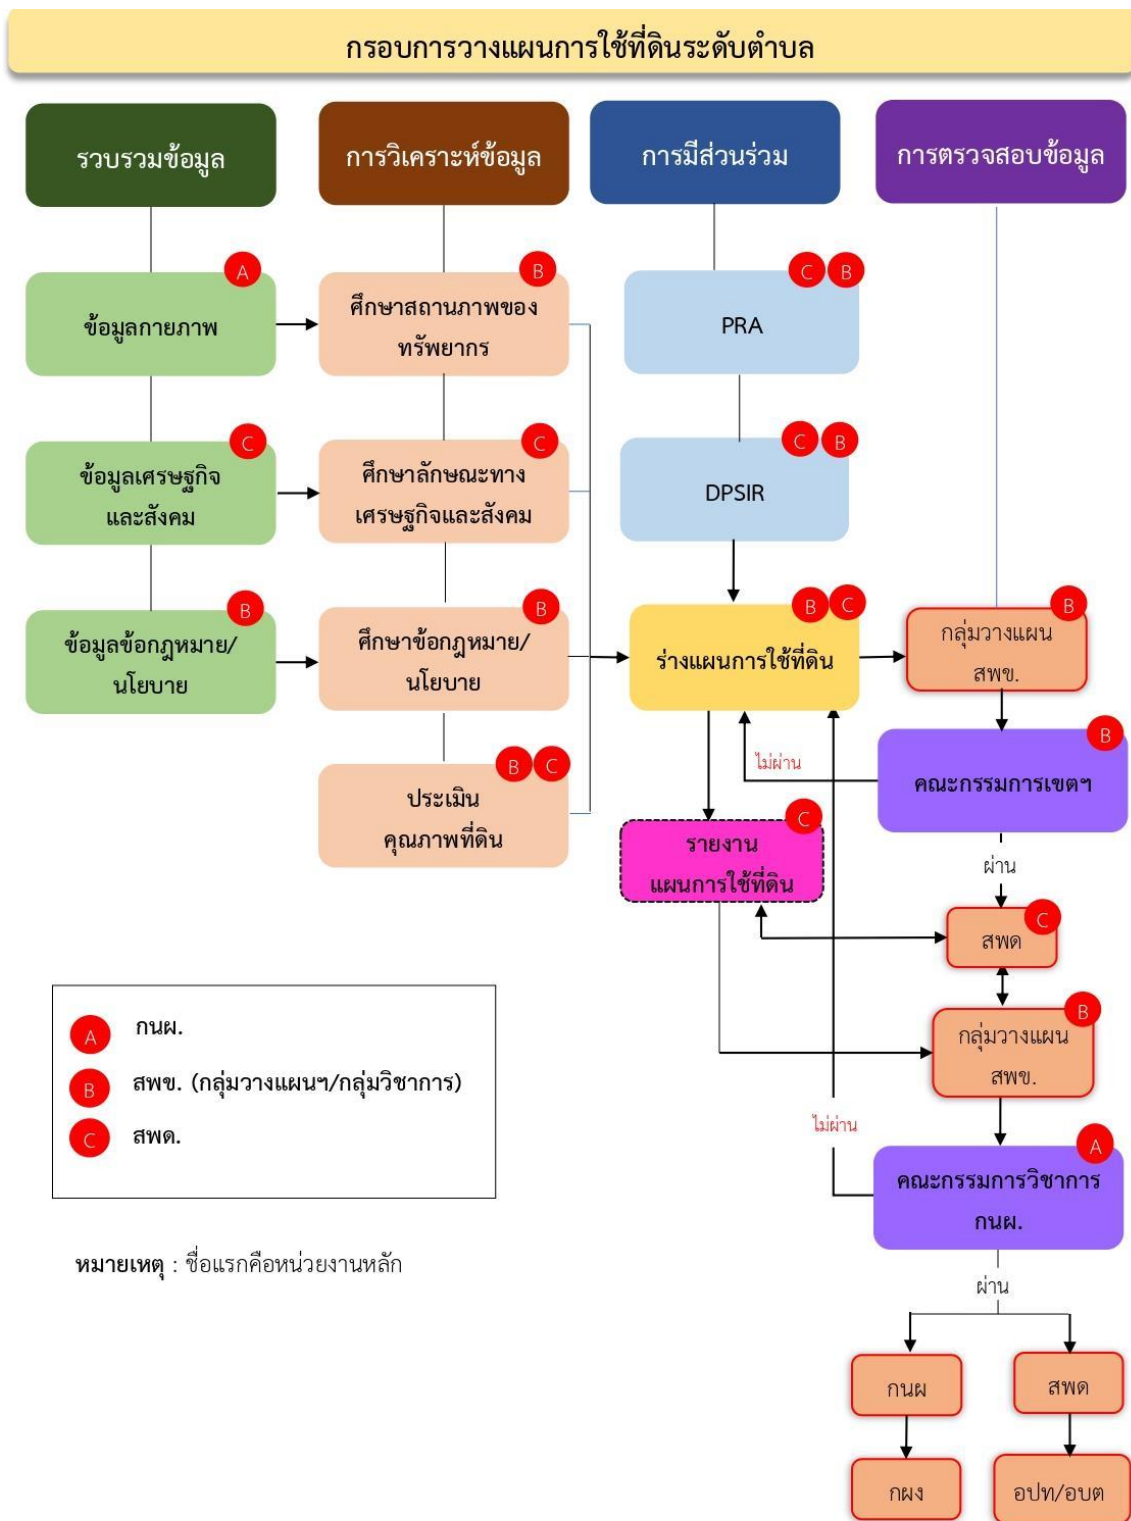 กรอบการวางแผนการใช้ที่ดินระดับตำบล
รวบรวมข้อมูล
การวิเคราะห์ข้อมูล
การมีส่วนร่วม
การตรวจสอบข้อมูล
A
ข้อมูลกายภาพ
B
ศึกษาสถานภาพของ
ทรัพยากร
C B
PRA
C
ข้อมูลเศรษฐกิจ
และสังคม
C
ศึกษาลักษณะทาง
เศรษฐกิจและสังคม
C B
DPSIR
B
ข้อมูลข้อกฎหมาย/
นโยบาย
B
ศึกษาข้อกฎหมาย/
นโยบาย
B C
ร่างแผนการใช้ที่ดิน
B
กลุ่มวางแผน
สพข.
B C
ประเมิน
คุณภาพที่ดิน
ไม่ผ่าน
B
คณะกรรมการเขตฯ
C
รายงาน
แผนการใช้ที่ดิน
ผ่าน
C
สพด
B
กลุ่มวางแผน
สพข.
A กนผ.
B สพข. (กลุ่มวางแผนฯ/กลุ่มวิชาการ)
C สพด.
ไม่ผ่าน
A
คณะกรรมการวิชาการ
กนผ.
หมายเหตุ : ชื่อแรกคือหน่วยงานหลัก
ผ่าน
กนผ
สพด
กผง
อปท/อบต